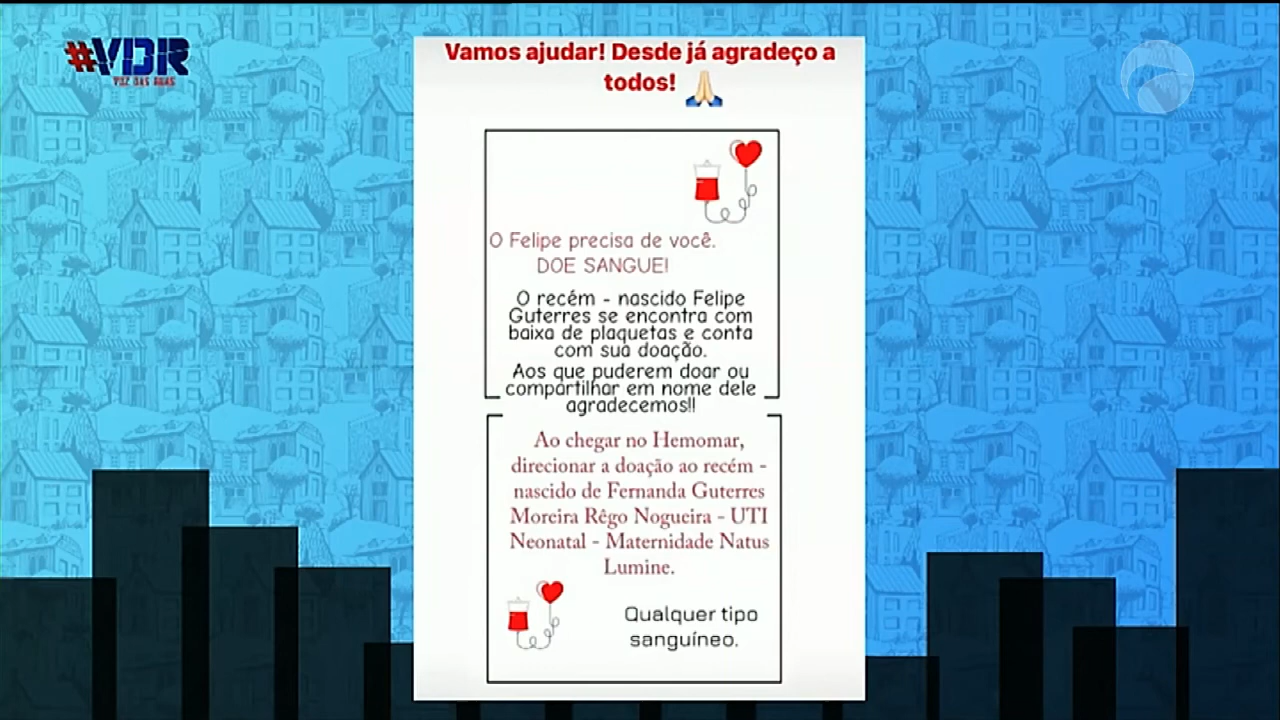 #VDR
VOZ DAS RUAS
Vamos ajudar! Desde já agradeço a
todos! 🙏
O Felipe precisa de você.
DOE SANGUE!
O recém - nascido Felipe
Guterres se encontra com
baixa de plaquetas e conta
com sua doação.
Aos que puderem doar ou
compartilhar em nome dele
agradecemos!!
Ao chegar no Hemomar,
direcionar a doação ao recém -
nascido de Fernanda Guterres
Moreira Rêgo Nogueira - UTI
Neonatal - Maternidade Natus
Lumine.
Qualquer tipo
sanguíneo.